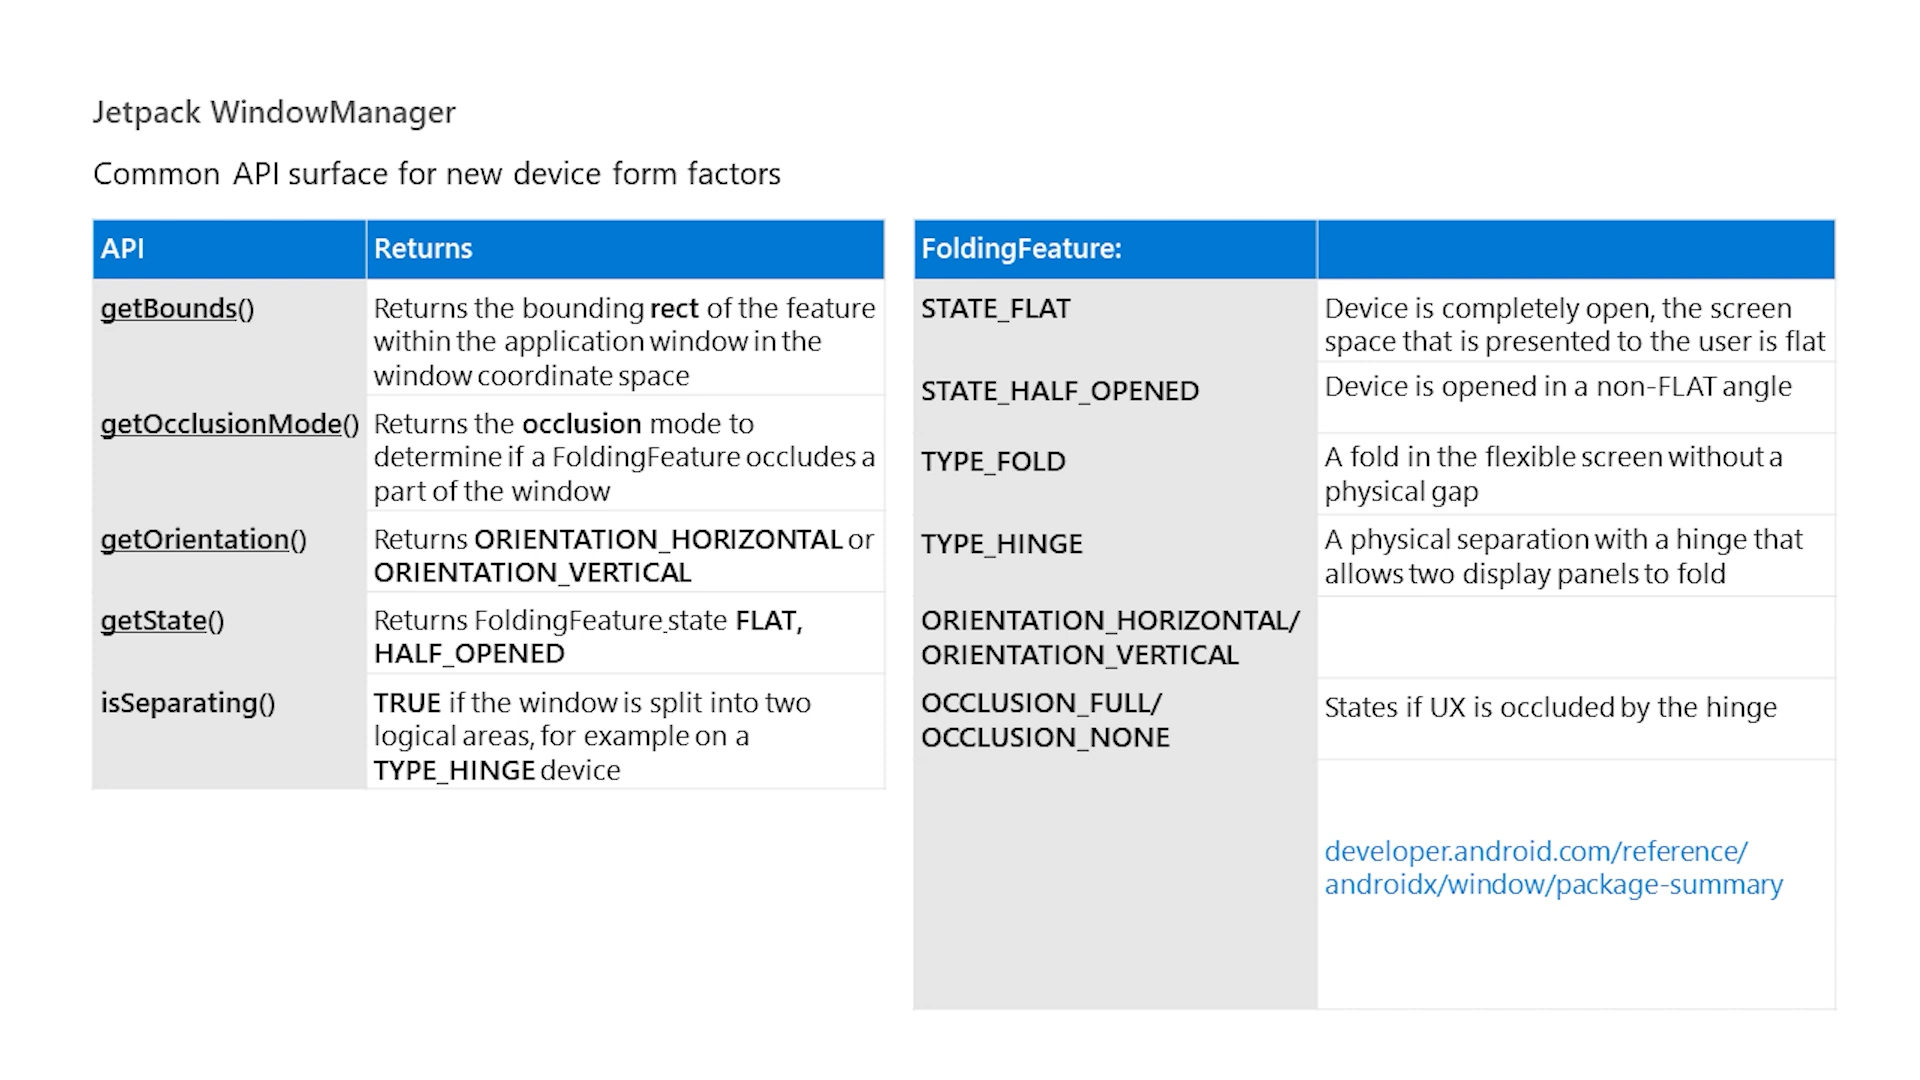 Jetpack WindowManager
Common API surface for new device form factors
API
Returns
getBounds()
Returns the bounding rect of the feature
within the application window in the
window coordinate space
getOcclusionMode()
Returns the occlusion mode to
determine if a FoldingFeature occludes a
part of the window
getOrientation()
Returns ORIENTATION_HORIZONTAL or
ORIENTATION_VERTICAL
getState()
Returns FoldingFeature state FLAT,
HALF_OPENED
isSeparating()
TRUE if the window is split into two
logical areas, for example on a
TYPE_HINGE device
FoldingFeature:
STATE_FLAT
Device is completely open, the screen
space that is presented to the user is flat
STATE_HALF_OPENED
Device is opened in a non-FLAT angle
TYPE_FOLD
A fold in the flexible screen without a
physical gap
TYPE_HINGE
A physical separation with a hinge that
allows two display panels to fold
ORIENTATION_HORIZONTAL/
ORIENTATION_VERTICAL
OCCLUSION_FULL/
OCCLUSION_NONE
States if UX is occluded by the hinge
developer.android.com/reference/
androidx/window/package-summary